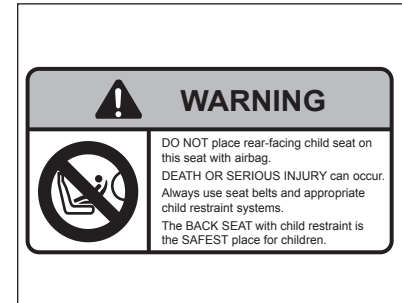 WARNING
DO NOT place rear-facing child seat on
this seat with airbag.
DEATH OR SERIOUS INJURY can occur.
Always use seat belts and appropriate
child restraint systems.
The BACK SEAT with child restraint is
the SAFEST place for children.